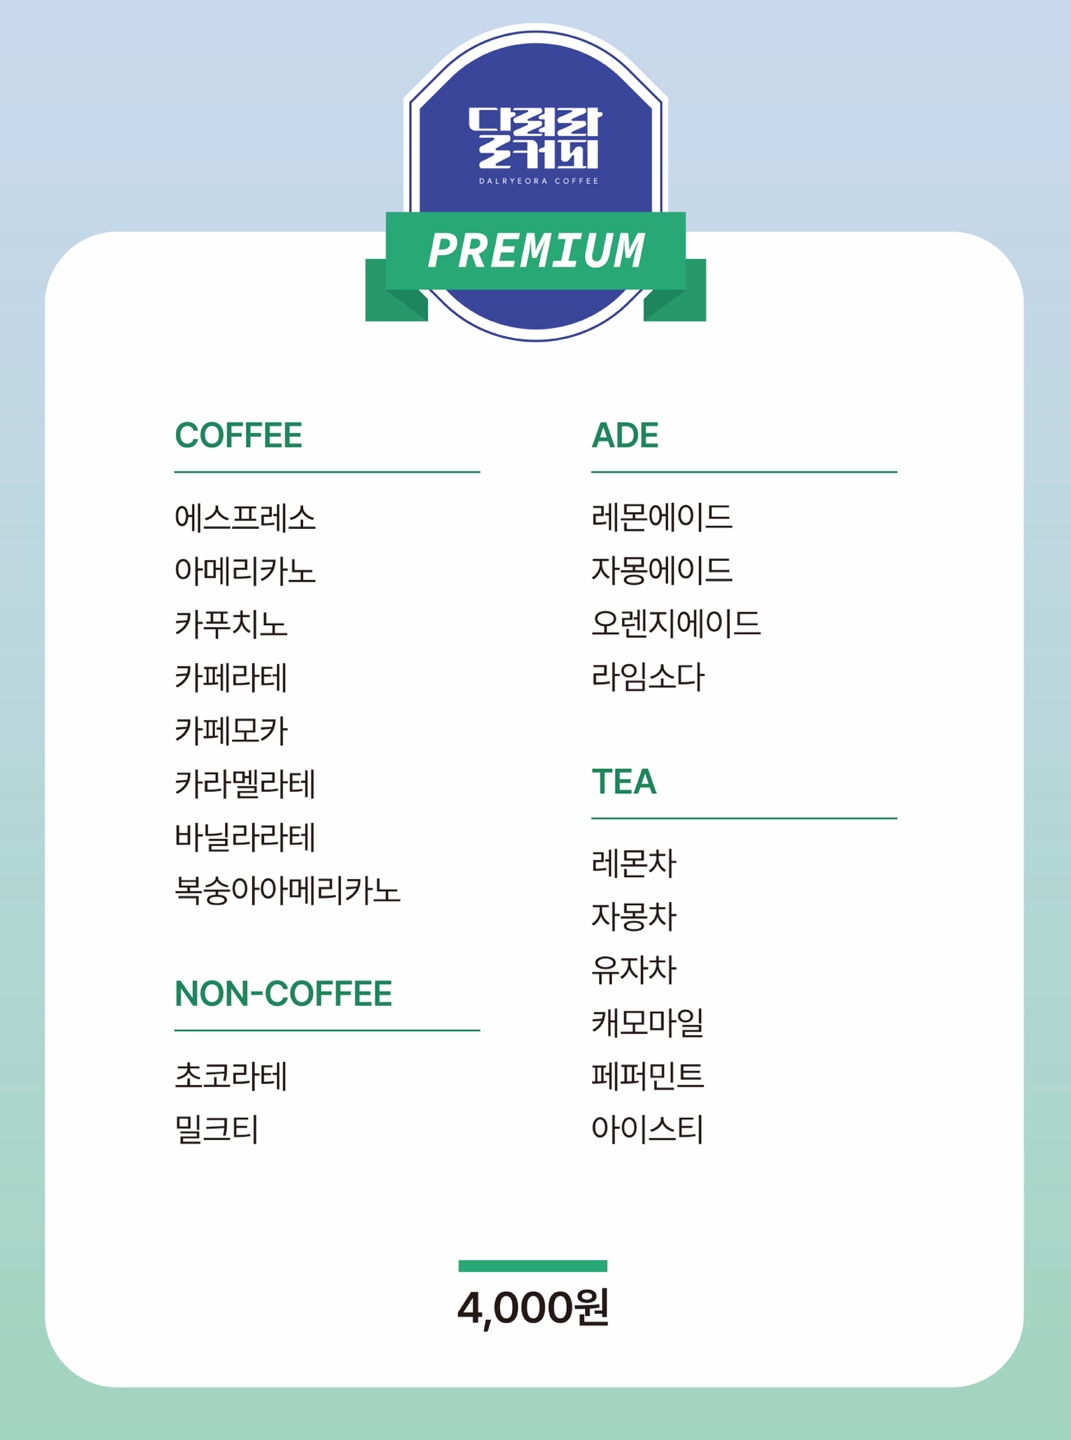 달려라
커피
DALRYEORA COFFEE
PREMIUM
COFFEE
에스프레소
아메리카노
카푸치노
카페라테
카페모카
카라멜라테
바닐라라테
복숭아아메리카노
NON-COFFEE
초코라테
밀크티
ADE
레몬에이드
자몽에이드
오렌지에이드
라임소다
TEA
레몬차
자몽차
유자차
캐모마일
페퍼민트
아이스티
4,000원